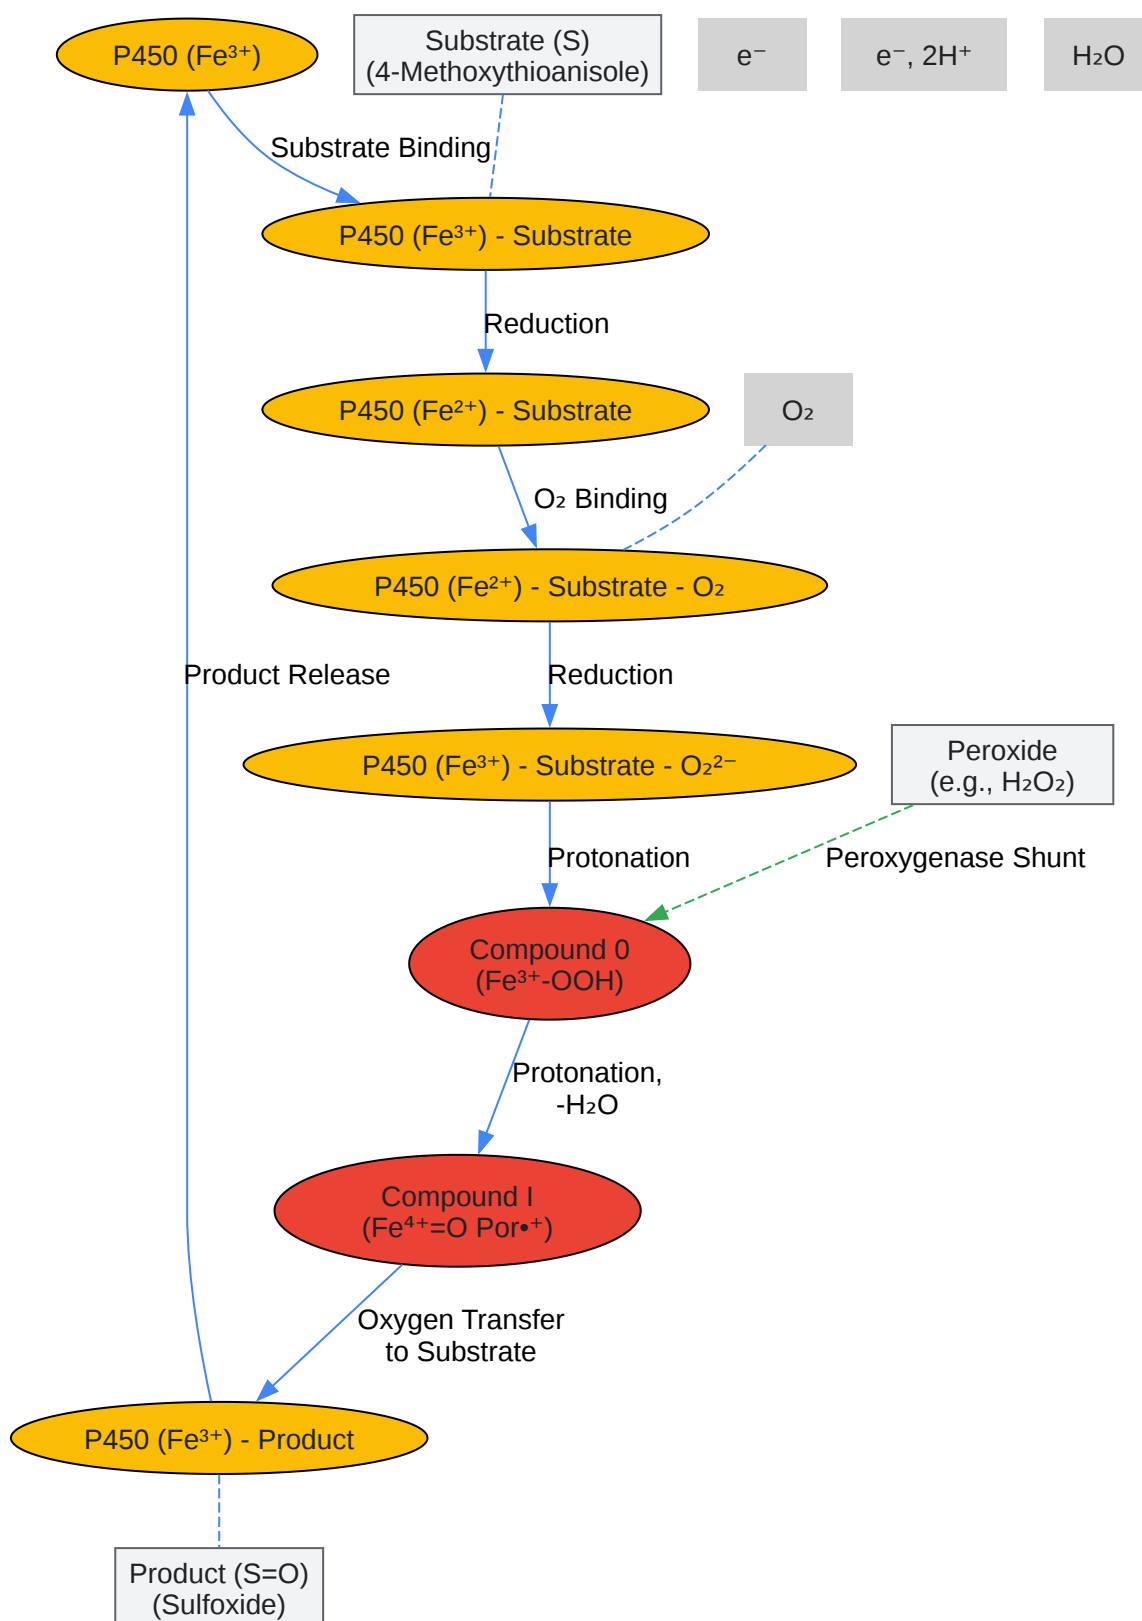 P450 (Fe³⁺)
Substrate (S)
(4-Methoxythioanisole)
e⁻
e⁻, 2H⁺
H₂O
Substrate Binding
P450 (Fe³⁺) - Substrate
Reduction
P450 (Fe²⁺) - Substrate
O₂
O₂ Binding
P450 (Fe²⁺) - Substrate - O₂
Product Release
Reduction
P450 (Fe³⁺) - Substrate - O₂²⁻
Peroxide
(e.g., H₂O₂)
Protonation
Peroxygenase Shunt
Compound 0
(Fe³⁺-OOH)
Protonation,
-H₂O
Compound I
(Fe⁴⁺=O Por•⁺)
Oxygen Transfer
to Substrate
P450 (Fe³⁺) - Product
Product (S=O)
(Sulfoxide)